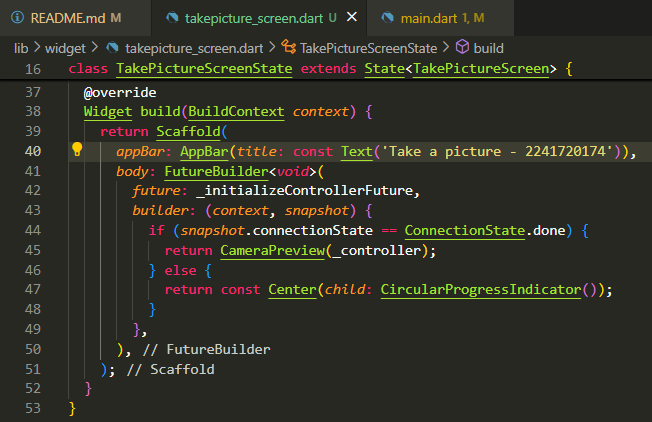 README.md M takepicture_screen.dart U main.dart 1, M
lib > widget > takepicture_screen.dart > TakePictureScreenState > build
16 class TakePictureScreenState extends State<TakePictureScreen> {
37 @override
38 Widget build(BuildContext context) {
39 return Scaffold(
40 appBar: AppBar(title: const Text('Take a picture - 2241720174')),
41 body: FutureBuilder<void>(
42 future: _initializeControllerFuture,
43 builder: (context, snapshot) {
44 if (snapshot.connectionState == ConnectionState.done) {
45 return CameraPreview(_controller);
46 } else {
47 return const Center(child: CircularProgressIndicator());
48 }
49 },
50 ), // FutureBuilder
51 ); // Scaffold
52 }
53 }